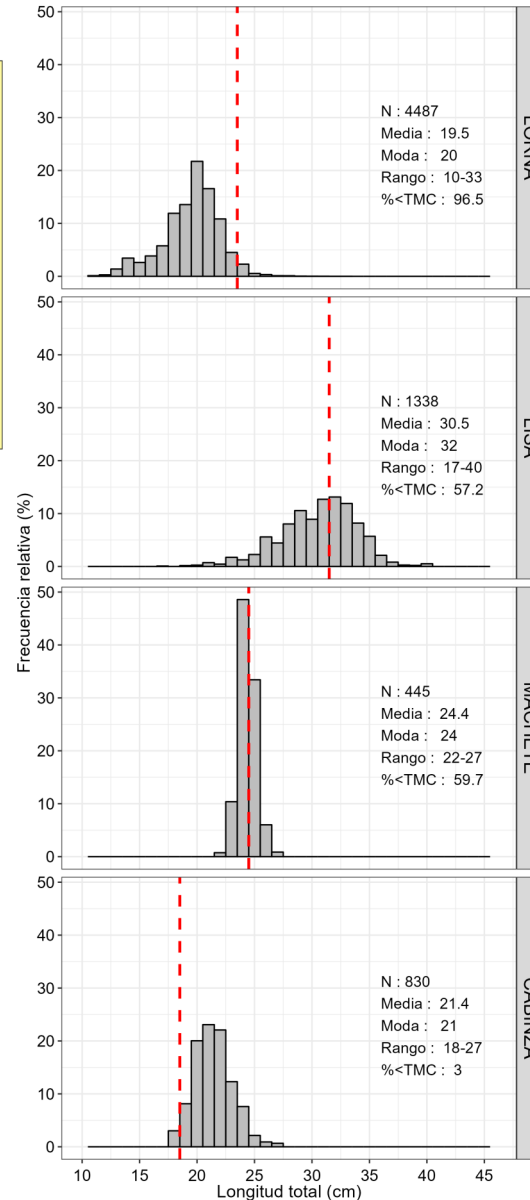 50
40
30
20
10
0
N : 4487
Media : 19.5
Moda : 20
Rango : 10-33
%<TMC : 96.5
50
40
30
20
10
0
N : 1338
Media : 30.5
Moda : 32
Rango : 17-40
%<TMC : 57.2
Frecuencia relativa (%)
50
40
30
20
10
0
N : 445
Media : 24.4
Moda : 24
Rango : 22-27
%<TMC : 59.7
MACHETE
50
40
30
20
10
0
N : 830
Media : 21.4
Moda : 21
Rango : 18-27
%<TMC : 3
CABINZA
10 15 20 25 30 35 40 45
Longitud total (cm)